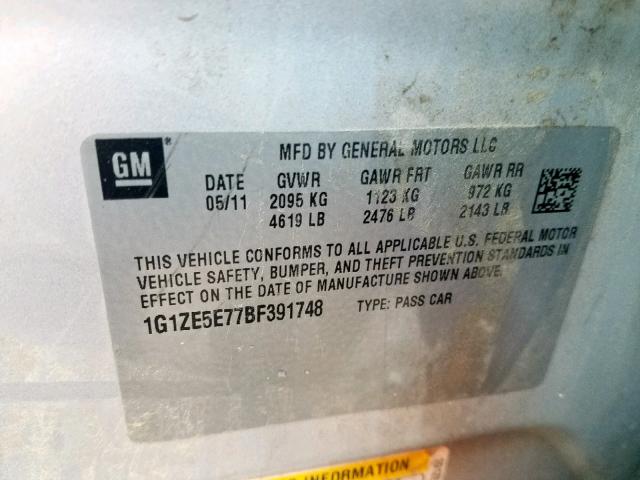 GM
MFD BY GENERAL MOTORS LLC
DATE GVWR GAWR FRT GAWR RR
05/11 2095 KG 1123 KG 972 KG
4619 LB 2476 LB 2143 LB
THIS VEHICLE CONFORMS TO ALL APPLICABLE U.S. FEDERAL MOTOR
VEHICLE SAFETY, BUMPER, AND THEFT PREVENTION STANDARDS IN
EFFECT ON THE DATE OF MANUFACTURE SHOWN ABOVE.
1G1ZE5E77BF391748 TYPE: PASS CAR
INFORMATION